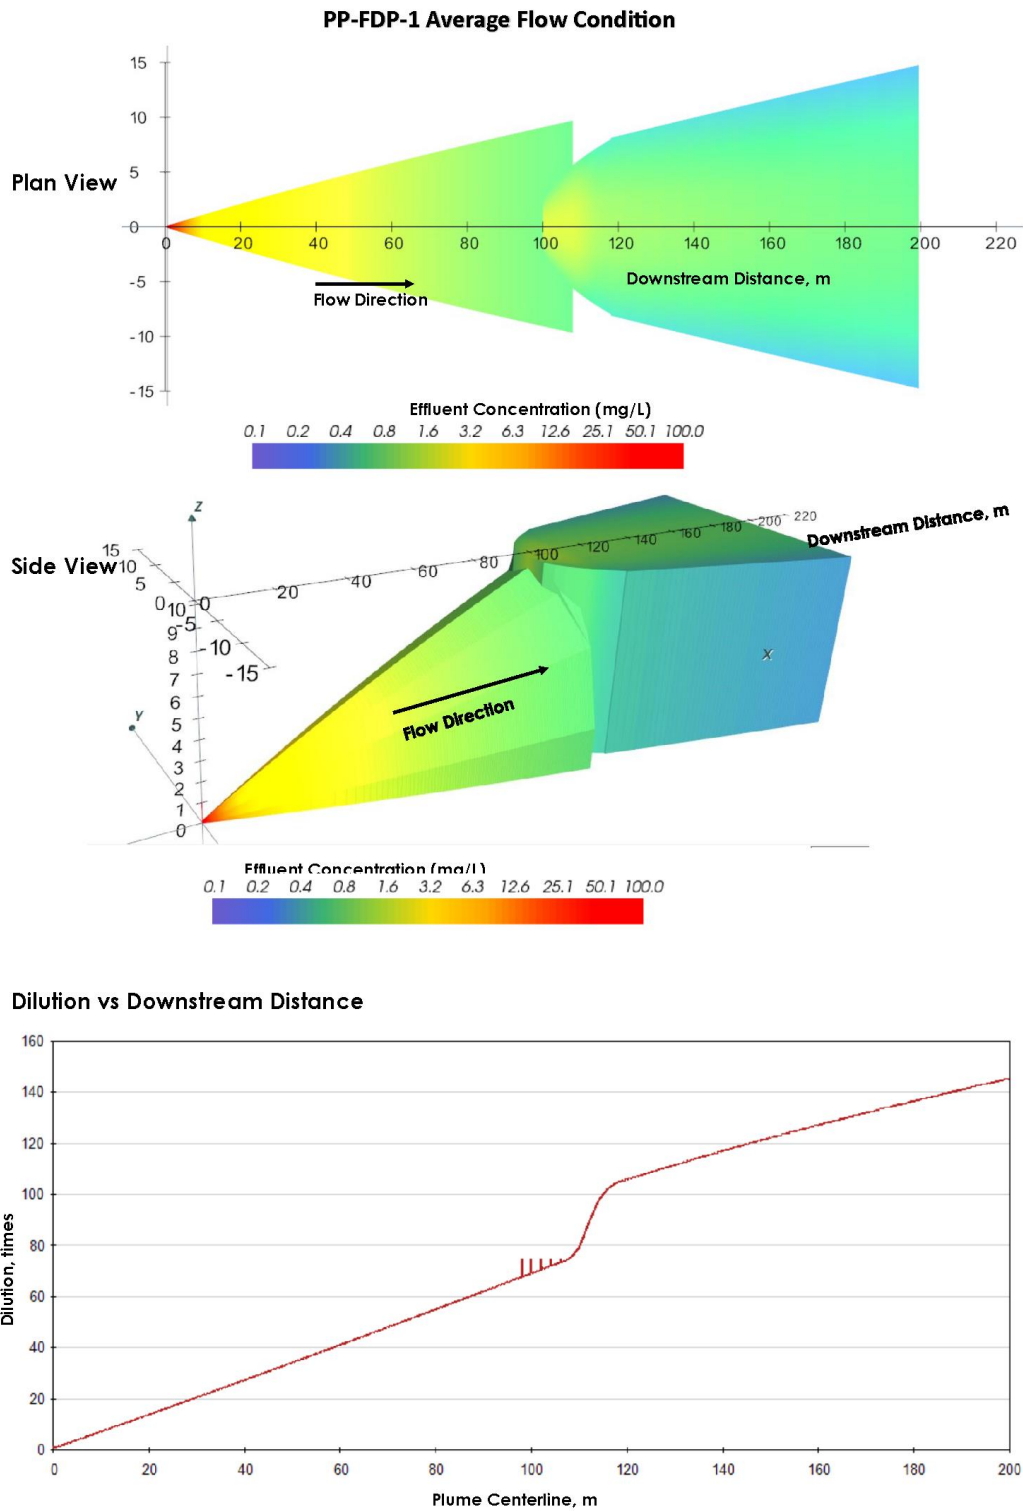 PP-FDP-1 Average Flow Condition
15
10
Plan View
5
0
0 20 40 60 80 100 120 140 160 180 200 220
-5
Downstream Distance, m
Flow Direction
-10
-15
Effluent Concentration (mg/L)
0.1 0.2 0.4 0.8 1.6 3.2 6.3 12.6 25.1 50.1 100.0
Z
Side View
15
10
5
0
-5
-10
-15
0 20 40 60 80 100 120 140 160 180 200 220
Downstream Distance, m
10
9
8
7
6
5
4
3
2
1
0
Y
X
Flow Direction
Effluent Concentration (mg/L)
0.1 0.2 0.4 0.8 1.6 3.2 6.3 12.6 25.1 50.1 100.0
Dilution vs Downstream Distance
160
140
120
100
80
60
40
20
0
Dilution, times
0 20 40 60 80 100 120 140 160 180 200
Plume Centerline, m